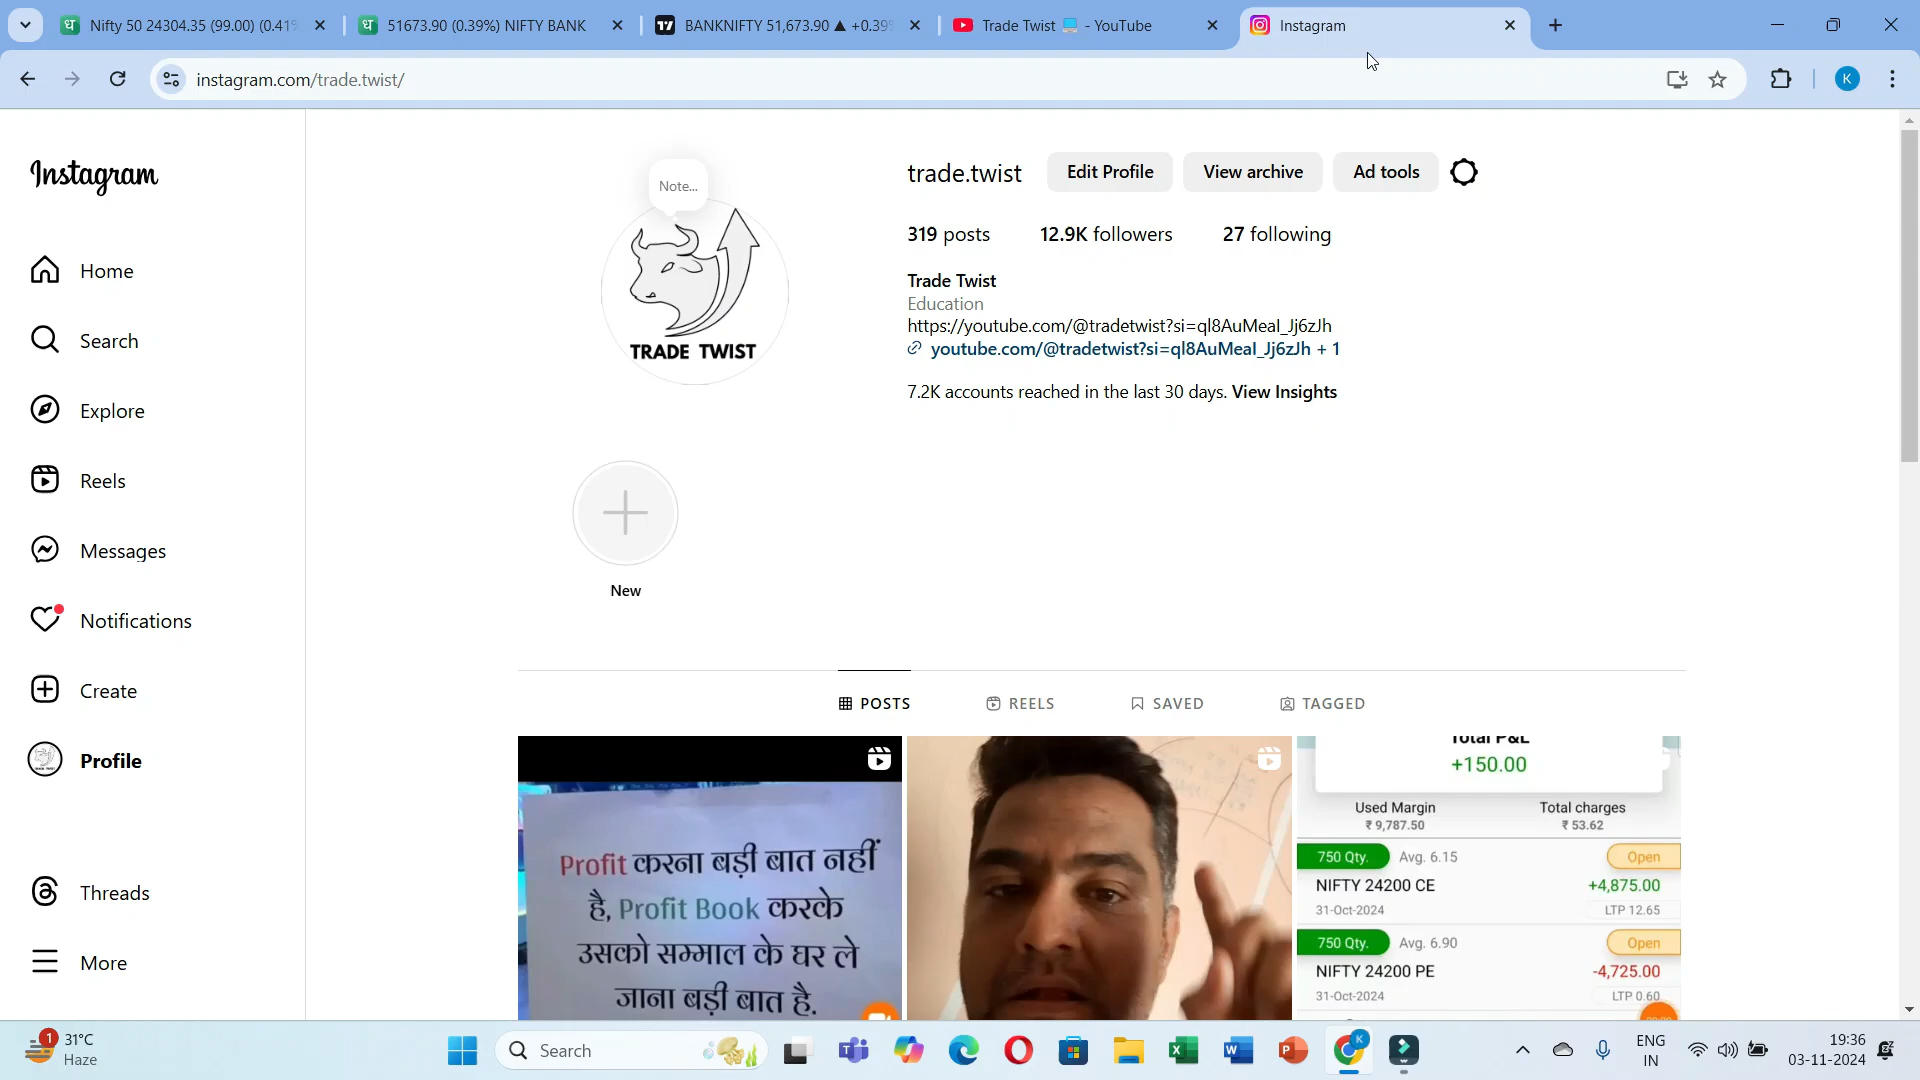 Nifty 50 24304.35 (99.00) (0.41%
51673.90 (0.39%) NIFTY BANK
BANKNIFTY 51,673.90 ▲ +0.39%
Trade Twist 💻 - YouTube
Instagram
instagram.com/trade.twist/
K
Instagram
Home
Search
Explore
Reels
Messages
Notifications
Create
Profile
Threads
More
Note...
TRADE TWIST
trade.twist
Edit Profile
View archive
Ad tools
319 posts
12.9K followers
27 following
Trade Twist
Education
https://youtube.com/@tradetwist?si=ql8AuMeal_Jj6zJh
youtube.com/@tradetwist?si=ql8AuMeal_Jj6zJh + 1
7.2K accounts reached in the last 30 days. View Insights
New
POSTS
REELS
SAVED
TAGGED
Profit करना बड़ी बात नहीं
है, Profit Book करके
उसको सम्माल के घर ले
जाना बड़ी बात है.
Total P&L
+150.00
Used Margin
Total charges
₹ 9,787.50
₹ 53.62
750 Qty. Avg. 6.15 Open
NIFTY 24200 CE +4,875.00
31-Oct-2024 LTP 12.65
750 Qty. Avg. 6.90 Open
NIFTY 24200 PE -4,725.00
31-Oct-2024 LTP 0.60
1
31°C
Haze
Search
ENG
IN
19:36
03-11-2024